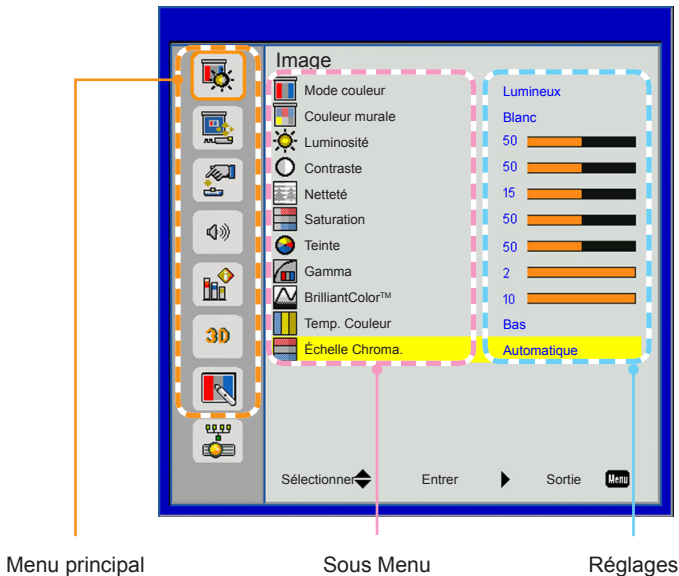 Image
Mode couleur Lumineux
Couleur murale Blanc
Luminosité 50
Contraste 50
Netteté 15
Saturation 50
Teinte 50
Gamma 2
BrilliantColor™ 10
Temp. Couleur Bas
Échelle Chroma. Automatique
3D
Sélectionner Entrer Sortie Menu
Menu principal Sous Menu Réglages